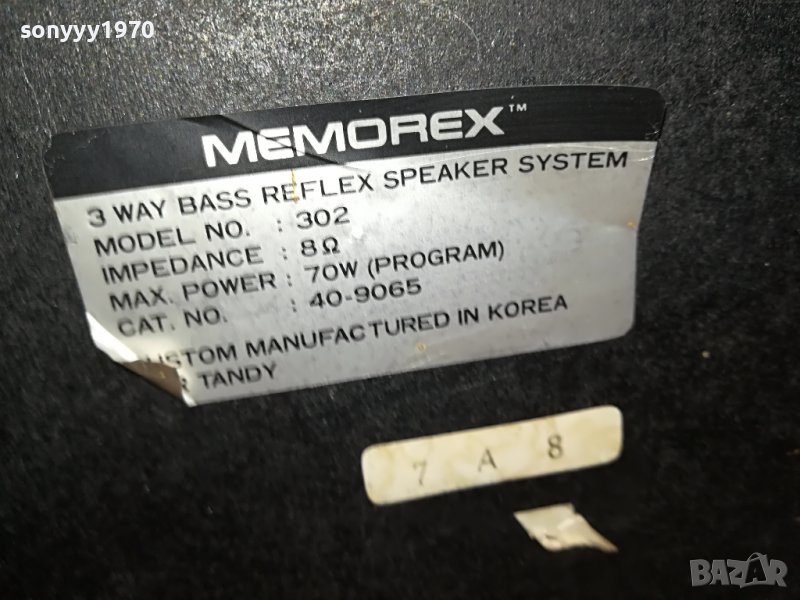 sonyyy1970
MEMOREX™
3 WAY BASS REFLEX SPEAKER SYSTEM
MODEL NO. : 302
IMPEDANCE : 8Ω
MAX. POWER : 70W (PROGRAM)
CAT. NO. : 40-9065
USTOM MANUFACTURED IN KOREA
R TANDY
7 A 8
BAZAR